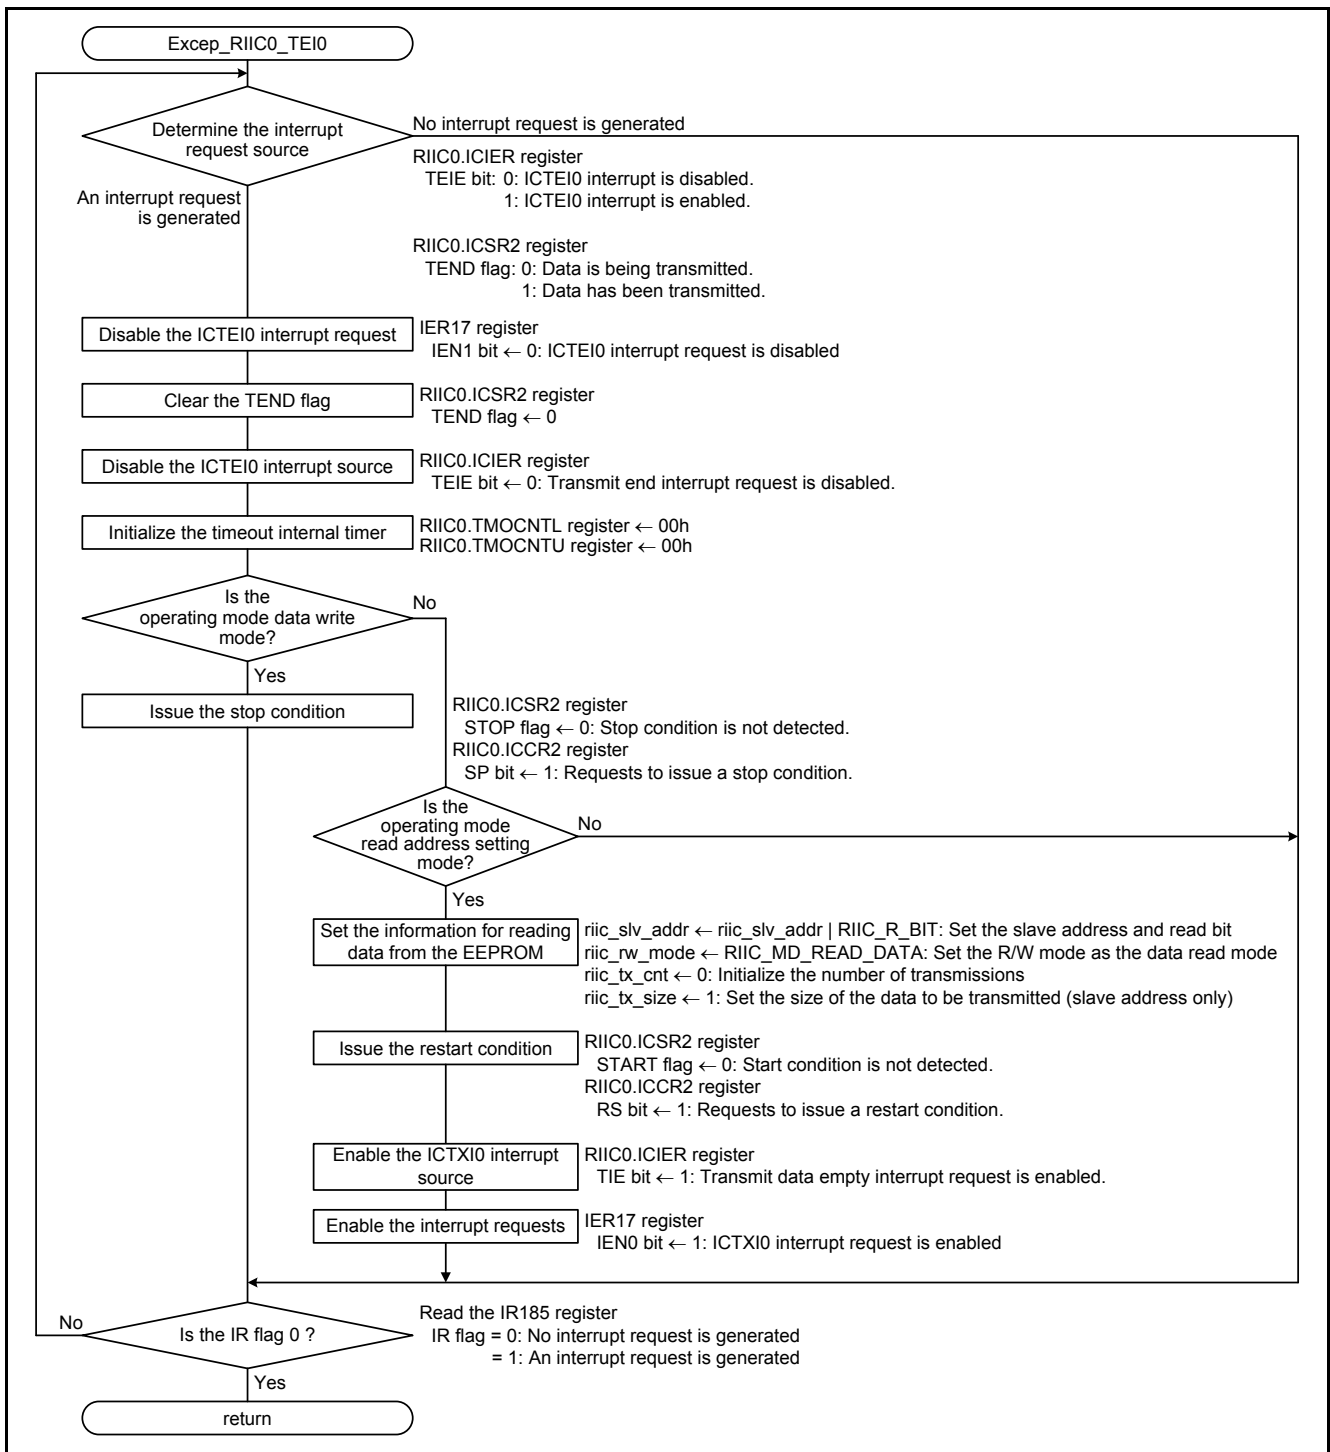 Excep_RIIC0_TEI0
Determine the interrupt
request source
No interrupt request is generated
RIIC0.ICIER register
TEIE bit: 0: ICTEI0 interrupt is disabled.
1: ICTEI0 interrupt is enabled.
An interrupt request
is generated
RIIC0.ICSR2 register
TEND flag: 0: Data is being transmitted.
1: Data has been transmitted.
Disable the ICTEI0 interrupt request
IER17 register
IEN1 bit ← 0: ICTEI0 interrupt request is disabled
Clear the TEND flag
RIIC0.ICSR2 register
TEND flag ← 0
Disable the ICTEI0 interrupt source
RIIC0.ICIER register
TEIE bit ← 0: Transmit end interrupt request is disabled.
Initialize the timeout internal timer
RIIC0.TMOCNTL register ← 00h
RIIC0.TMOCNTU register ← 00h
Is the
operating mode data write
mode?
No
Yes
Issue the stop condition
RIIC0.ICSR2 register
STOP flag ← 0: Stop condition is not detected.
RIIC0.ICCR2 register
SP bit ← 1: Requests to issue a stop condition.
Is the
operating mode
read address setting
mode?
No
Yes
Set the information for reading
data from the EEPROM
riic_slv_addr ← riic_slv_addr | RIIC_R_BIT: Set the slave address and read bit
riic_rw_mode ← RIIC_MD_READ_DATA: Set the R/W mode as the data read mode
riic_tx_cnt ← 0: Initialize the number of transmissions
riic_tx_size ← 1: Set the size of the data to be transmitted (slave address only)
Issue the restart condition
RIIC0.ICSR2 register
START flag ← 0: Start condition is not detected.
RIIC0.ICCR2 register
RS bit ← 1: Requests to issue a restart condition.
Enable the ICTXI0 interrupt
source
RIIC0.ICIER register
TIE bit ← 1: Transmit data empty interrupt request is enabled.
Enable the interrupt requests
IER17 register
IEN0 bit ← 1: ICTXI0 interrupt request is enabled
No
Is the IR flag 0 ?
Read the IR185 register
IR flag = 0: No interrupt request is generated
= 1: An interrupt request is generated
Yes
return